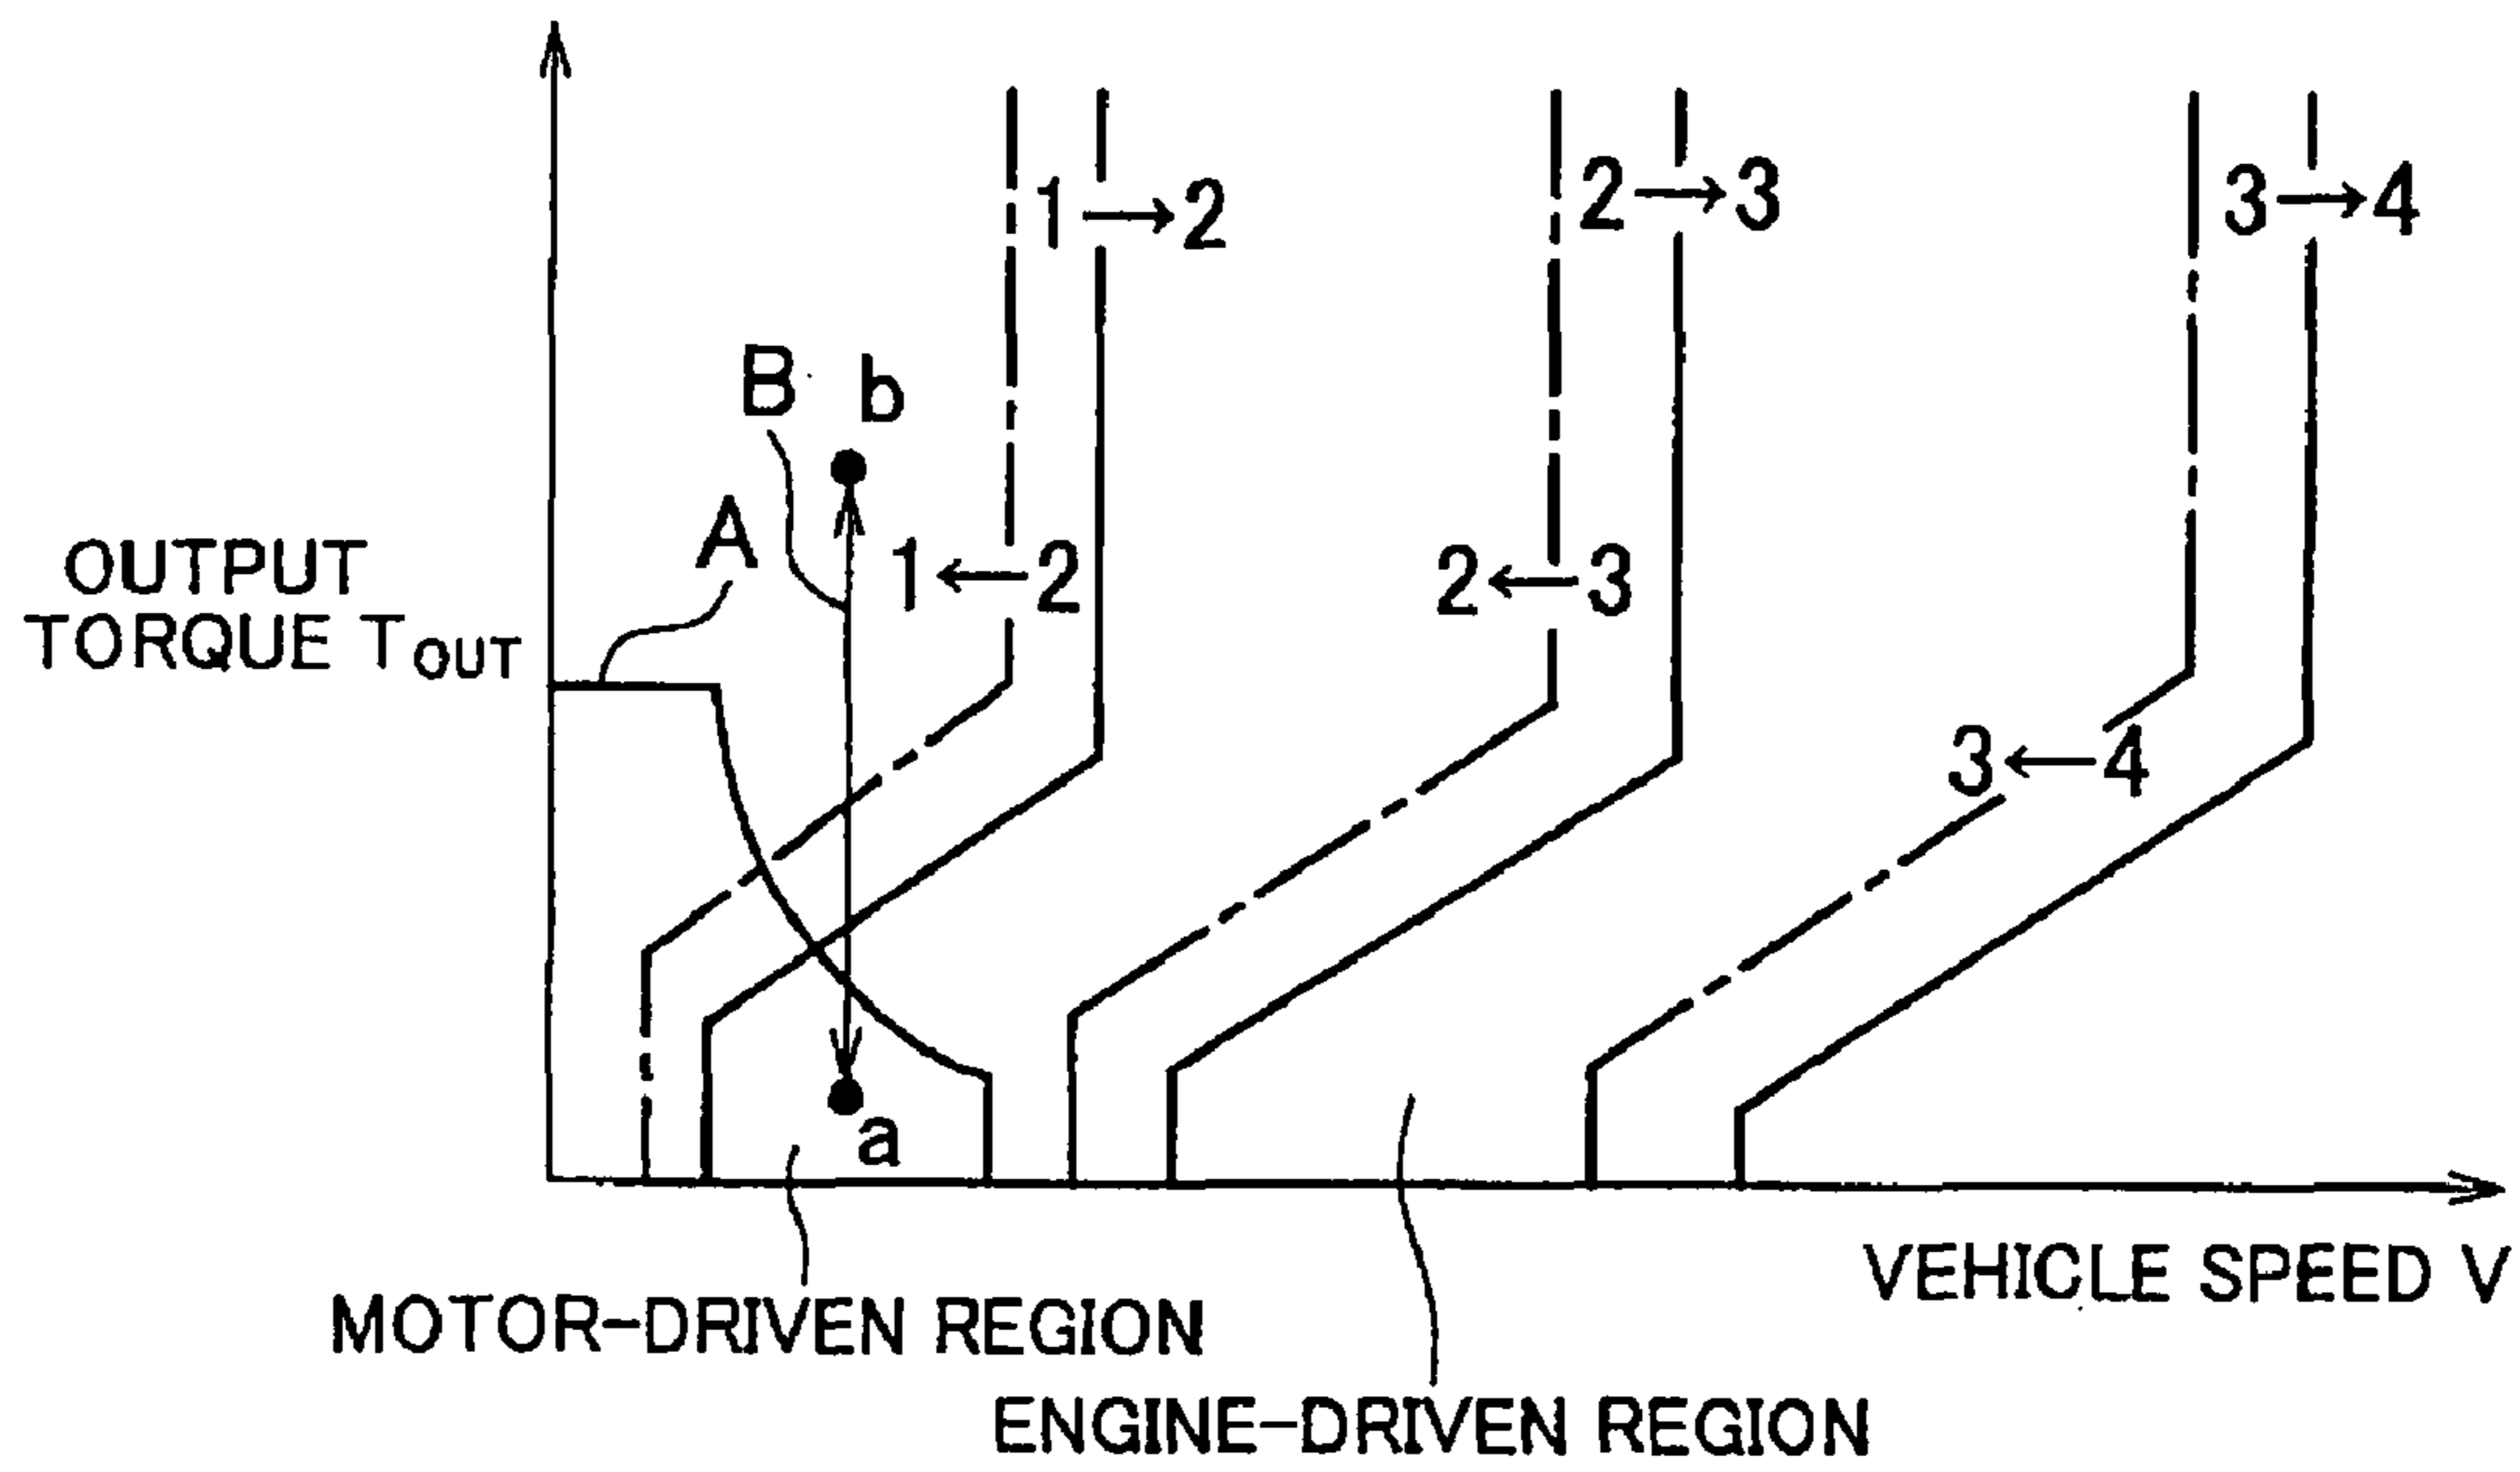 1→2
2→3
3→4
B
b
A
1←2
2←3
OUTPUT
TORQUE TOUT
3←4
a
VEHICLE SPEED V
MOTOR-DRIVEN REGION
ENGINE-DRIVEN REGION